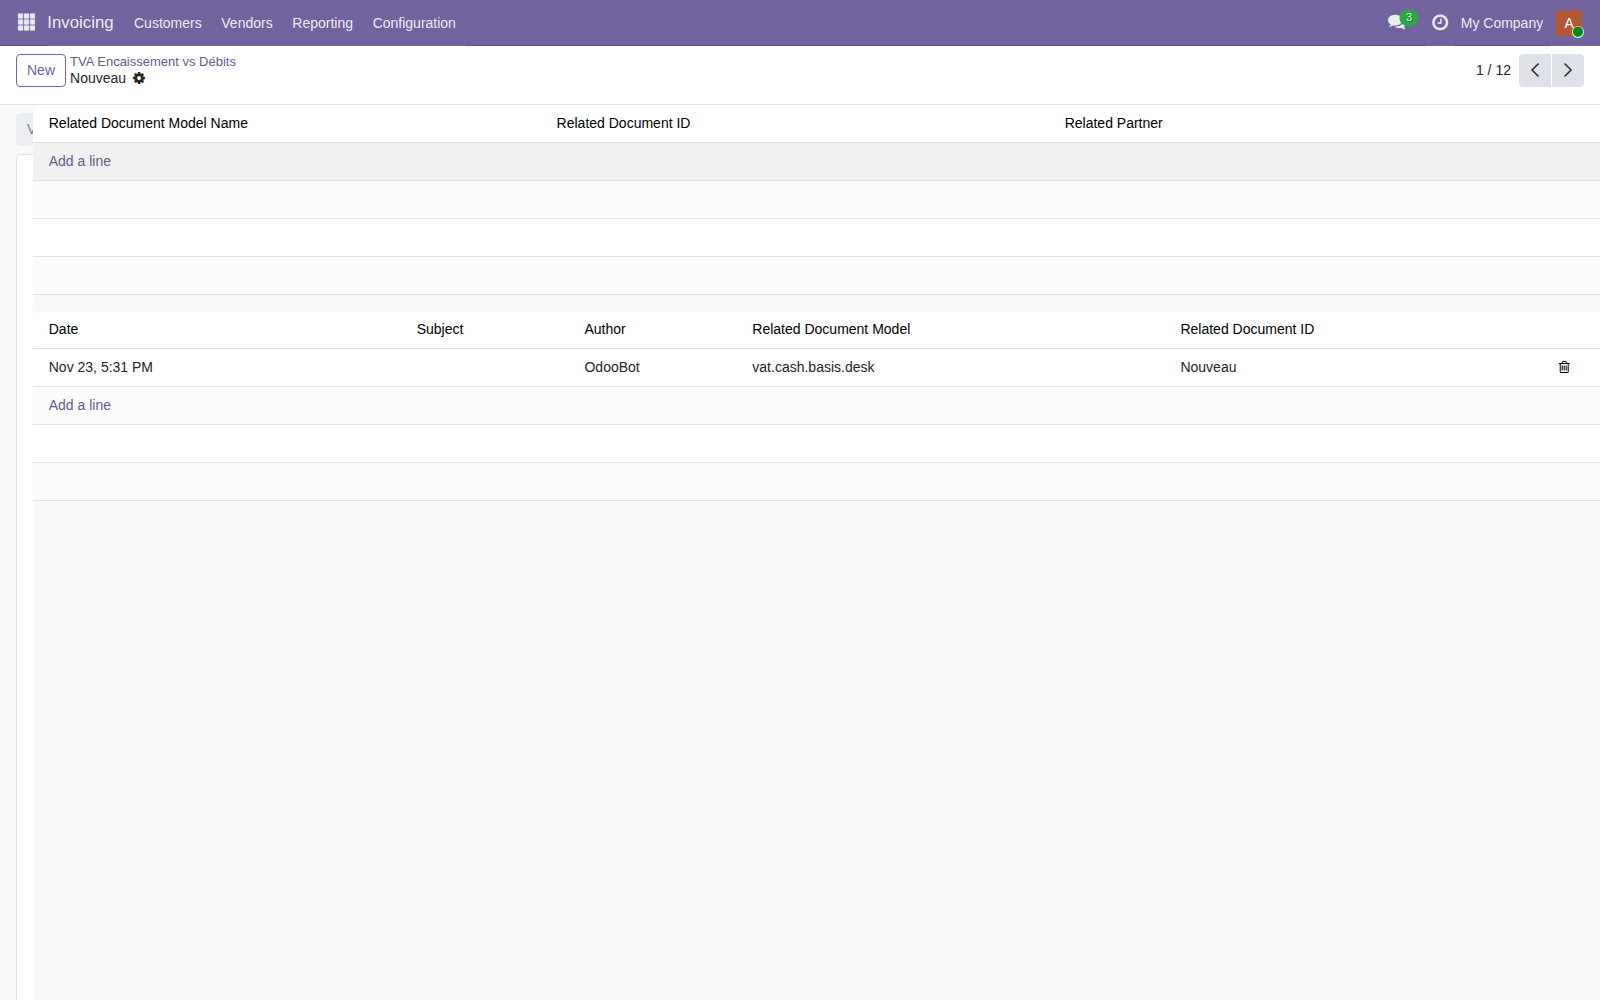 Invoicing Customers Vendors Reporting Configuration 3 My Company A
New TVA Encaissement vs Débits
Nouveau
1 / 12
V
Related Document Model Name Related Document ID Related Partner
Add a line
Date Subject Author Related Document Model Related Document ID
Nov 23, 5:31 PM OdooBot vat.cash.basis.desk Nouveau
Add a line